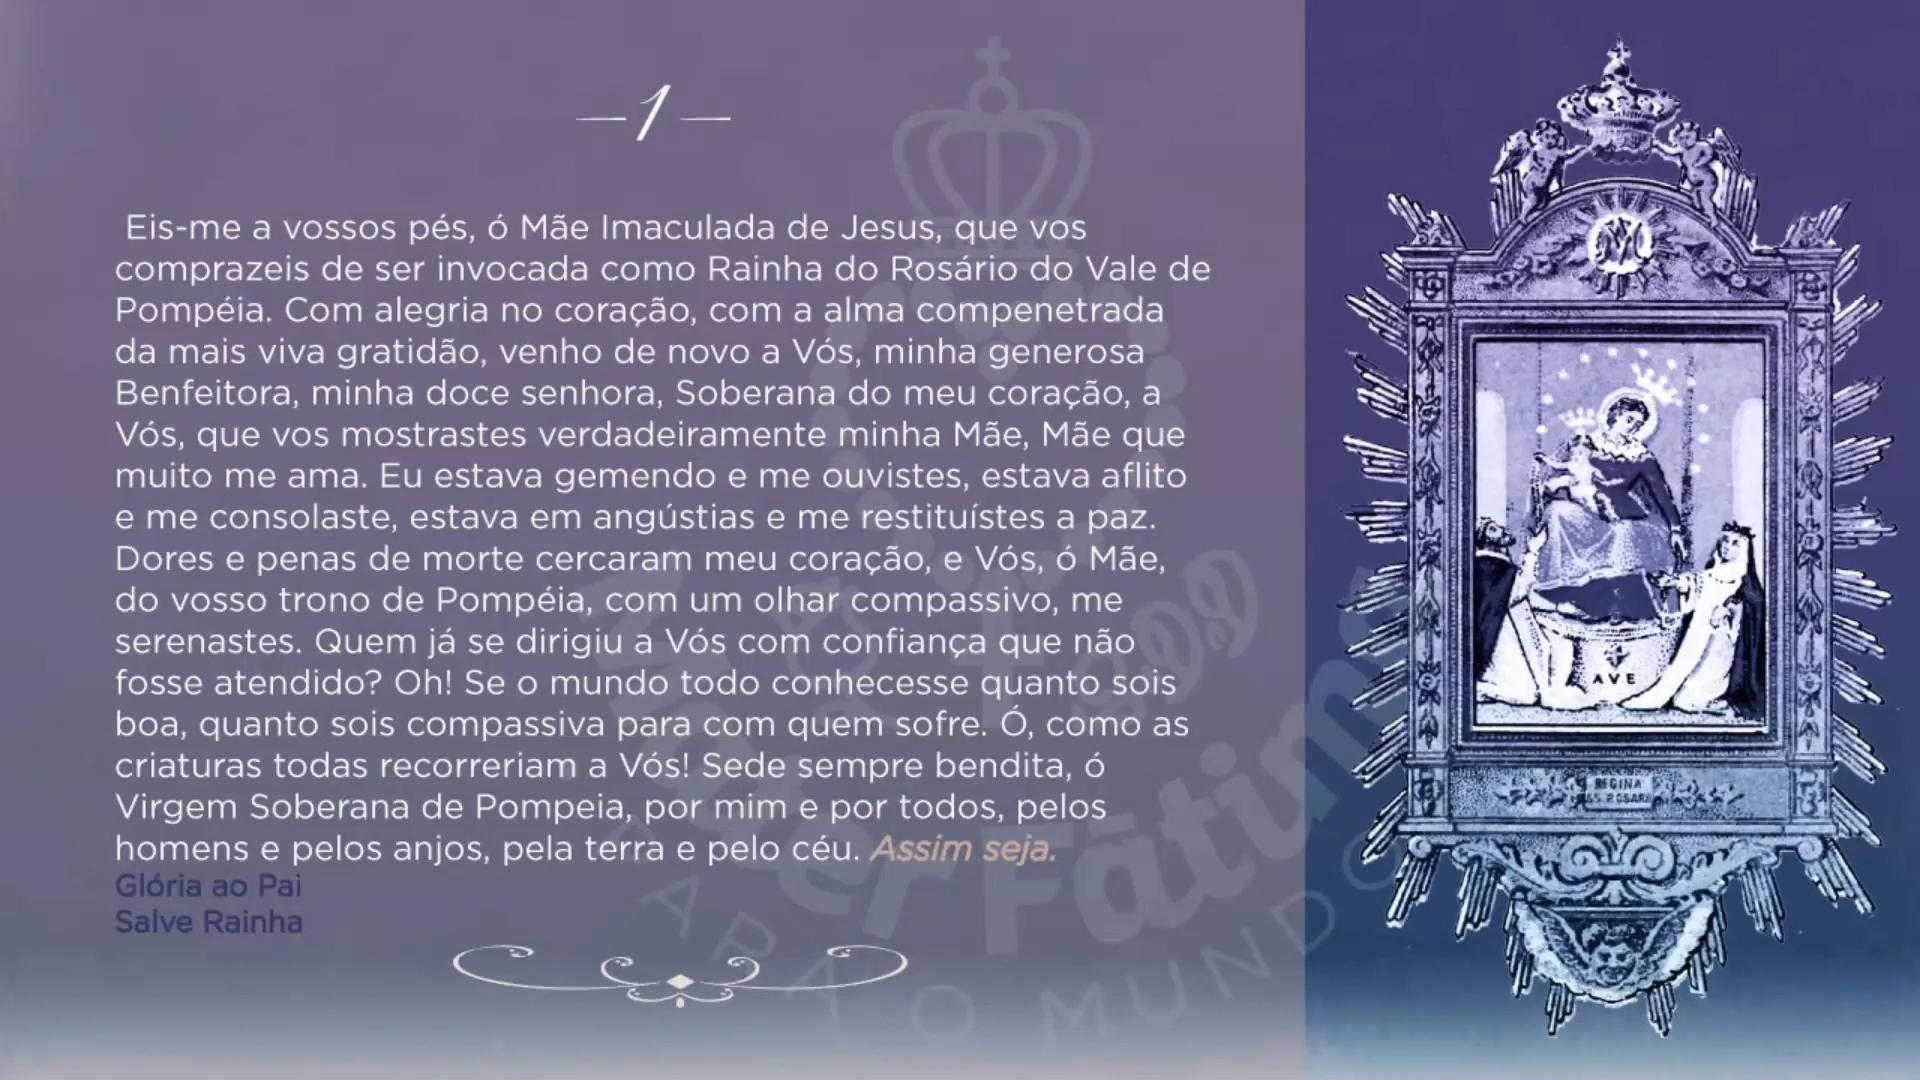 1
Eis-me a vossos pés, ó Mãe Imaculada de Jesus, que vos
comprazeis de ser invocada como Rainha do Rosário do Vale de
Pompéia. Com alegria no coração, com a alma compenetrada
da mais viva gratidão, venho de novo a Vós, minha generosa
Benfeitora, minha doce senhora, Soberana do meu coração, a
Vós, que vos mostrastes verdadeiramente minha Mãe, Mãe que
muito me ama. Eu estava gemendo e me ouvistes, estava aflito
e me consolaste, estava em angústias e me restituístes a paz.
Dores e penas de morte cercaram meu coração, e Vós, ó Mãe,
do vosso trono de Pompéia, com um olhar compassivo, me
serenastes. Quem já se dirigiu a Vós com confiança que não
fosse atendido? Oh! Se o mundo todo conhecesse quanto sois
boa, quanto sois compassiva para com quem sofre. Ó, como as
criaturas todas recorreriam a Vós! Sede sempre bendita, ó
Virgem Soberana de Pompeia, por mim e por todos, pelos
homens e pelos anjos, pela terra e pelo céu. Assim seja.
Glória ao Pai
Salve Rainha
Fátima
PARA O MUNDO
AVE
REGINA